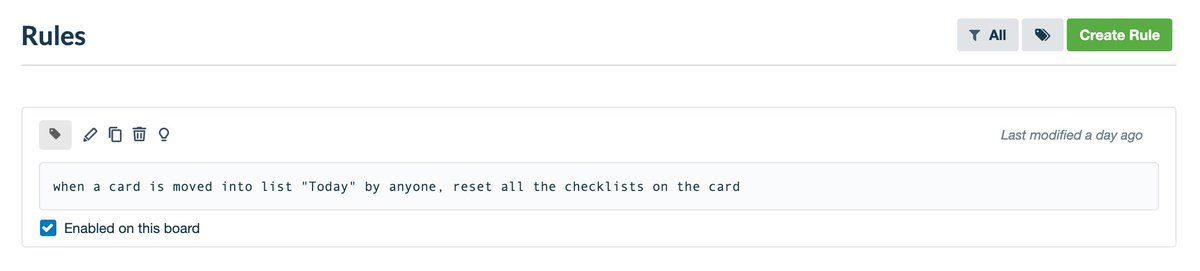 Rules
All
Create Rule
Last modified a day ago
when a card is moved into list "Today" by anyone, reset all the checklists on the card
Enabled on this board